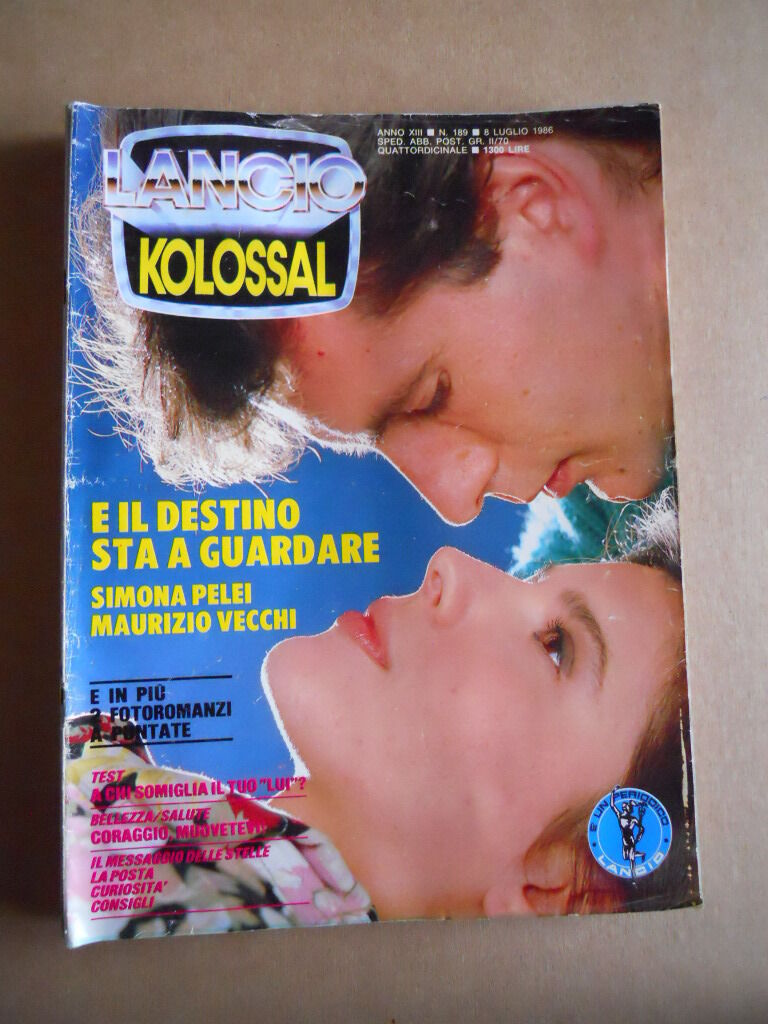 ANNO XIII ■ N. 189 ■ 8 LUGLIO 1986
SPED. ABB. POST. GR. II/70
QUATTORDICINALE ■ 1300 LIRE
LANCIO
KOLOSSAL
E IL DESTINO
STA A GUARDARE
SIMONA PELEI
MAURIZIO VECCHI
E IN PIÙ
2 FOTOROMANZI
A PUNTATE
TEST
A CHI SOMIGLIA IL TUO "LUI"?
BELLEZZA/SALUTE
CORAGGIO, MUOVETEVI!
IL MESSAGGIO DELLE STELLE
LA POSTA
CURIOSITA'
CONSIGLI
E' UN PERIODICO
LANCIO